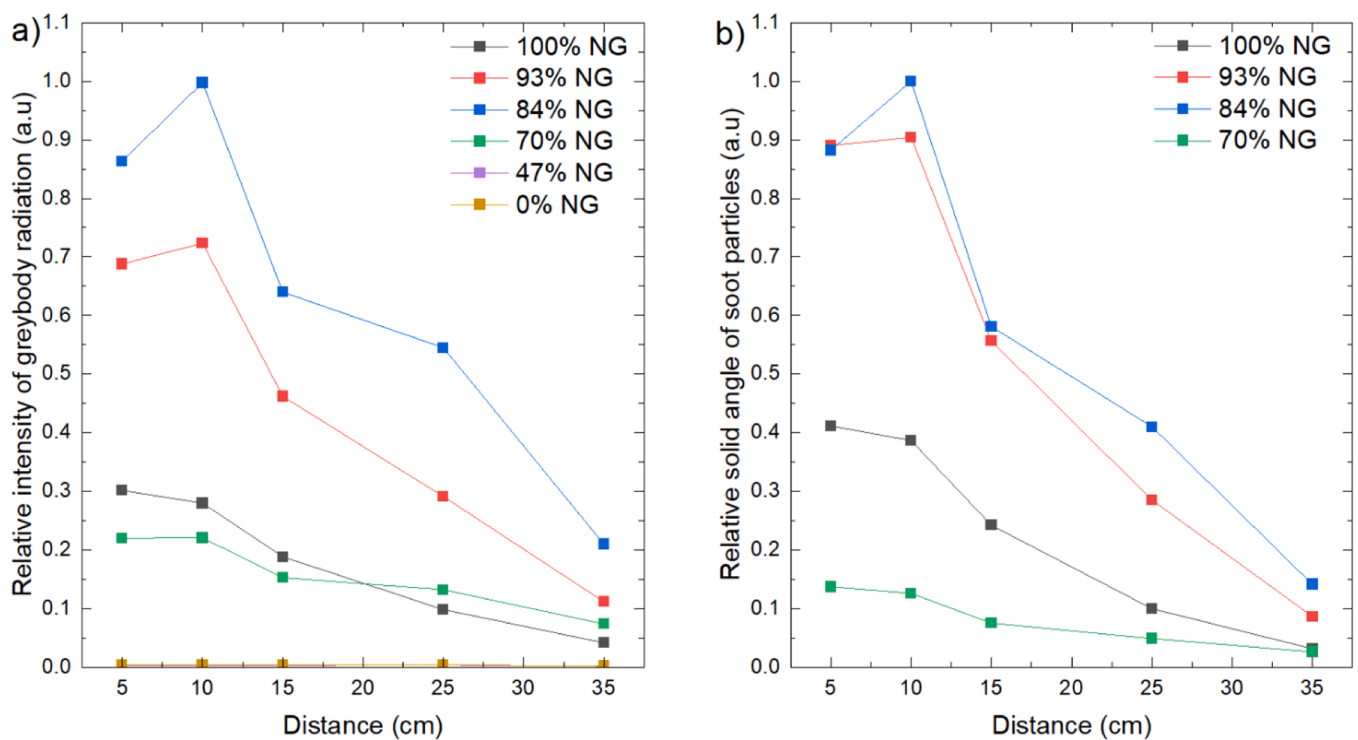 a)
Relative intensity of greybody radiation (a.u)
1.1
1.0
0.9
0.8
0.7
0.6
0.5
0.4
0.3
0.2
0.1
0.0
100% NG
93% NG
84% NG
70% NG
47% NG
0% NG
5 10 15 20 25 30 35
Distance (cm)
b)
Relative solid angle of soot particles (a.u)
1.1
1.0
0.9
0.8
0.7
0.6
0.5
0.4
0.3
0.2
0.1
0.0
100% NG
93% NG
84% NG
70% NG
5 10 15 20 25 30 35
Distance (cm)